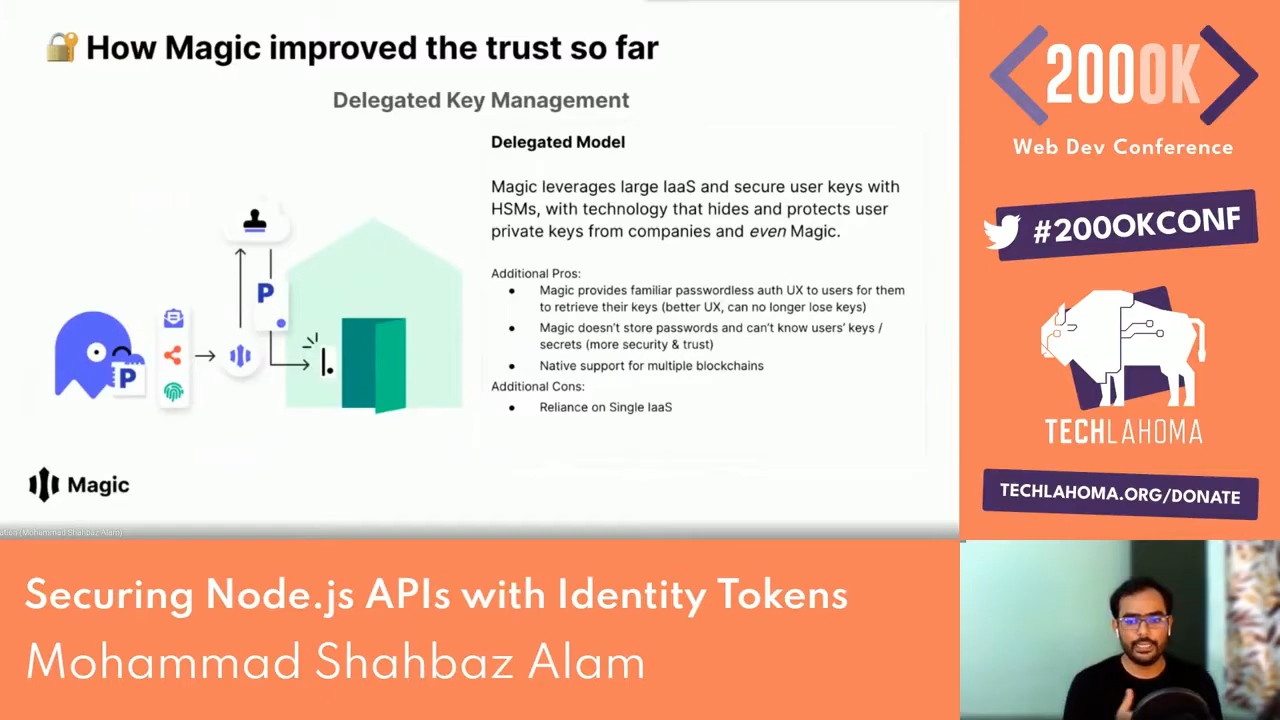 How Magic improved the trust so far
Delegated Key Management
Delegated Model
Magic leverages large IaaS and secure user keys with
HSMs, with technology that hides and protects user
private keys from companies and even Magic.
Additional Pros:
Magic provides familiar passwordless auth UX to users for them
to retrieve their keys (better UX, can no longer lose keys)
Magic doesn't store passwords and can't know users' keys /
secrets (more security & trust)
Native support for multiple blockchains
Additional Cons:
Reliance on Single IaaS
P
P
Magic
ution (Mohammad Shahbaz Alam)
200OK
Web Dev Conference
#200OKCONF
TECHLAHOMA
TECHLAHOMA.ORG/DONATE
Securing Node.js APIs with Identity Tokens
Mohammad Shahbaz Alam